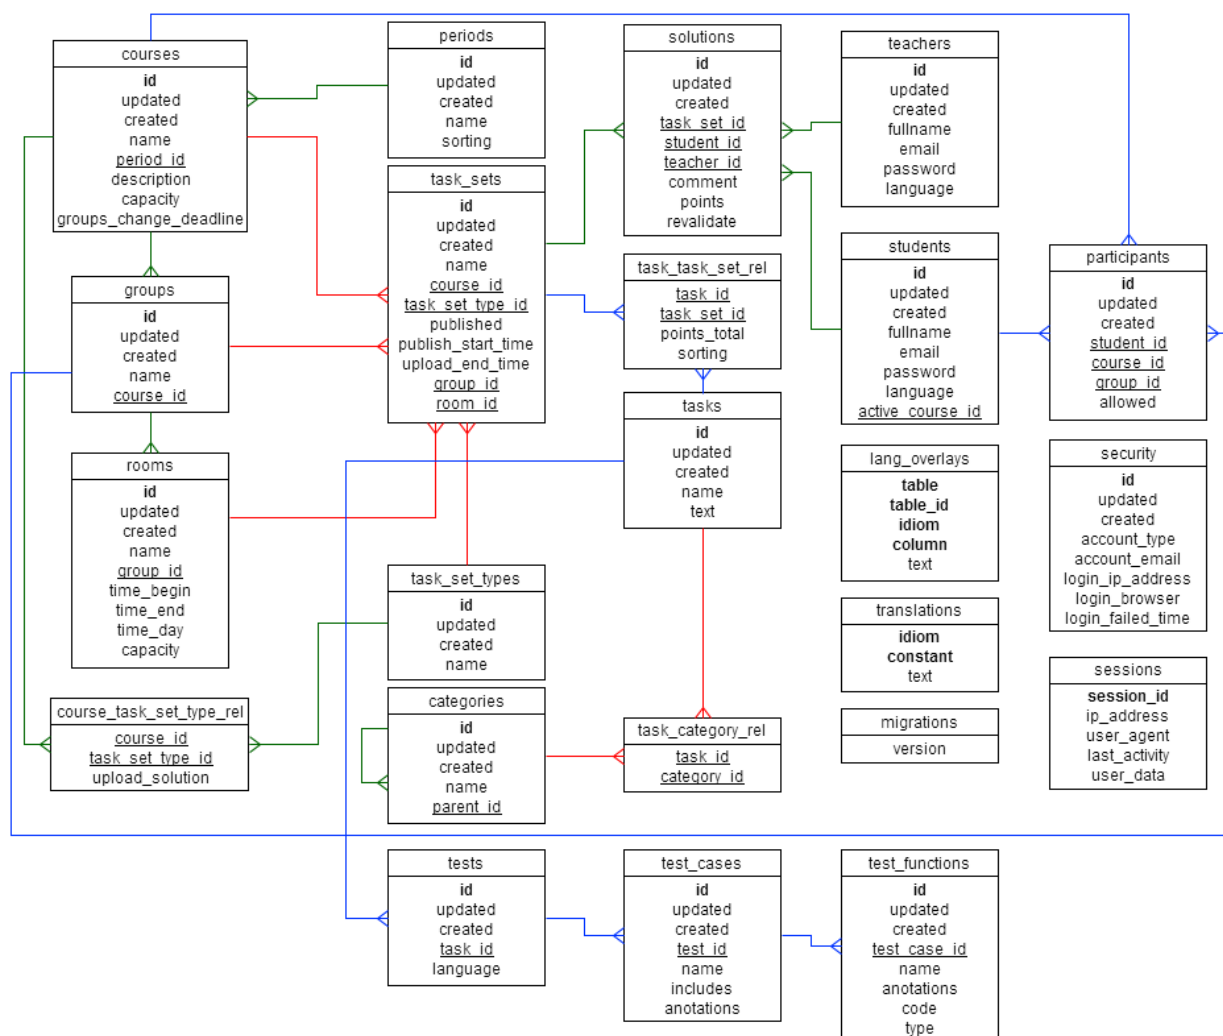 courses
id
updated
created
name
period_id
description
capacity
groups_change_deadline
periods
id
updated
created
name
sorting
solutions
id
updated
created
task_set_id
student_id
teacher_id
comment
points
revalidate
teachers
id
updated
created
fullname
email
password
language
task_sets
id
updated
created
name
course_id
task_set_type_id
published
publish_start_time
upload_end_time
group_id
room_id
groups
id
updated
created
name
course_id
task_task_set_rel
task_id
task_set_id
points_total
sorting
students
id
updated
created
fullname
email
password
language
active_course_id
participants
id
updated
created
student_id
course_id
group_id
allowed
rooms
id
updated
created
name
group_id
time_begin
time_end
time_day
capacity
tasks
id
updated
created
name
text
lang_overlays
table
table_id
idiom
column
text
security
id
updated
created
account_type
account_email
login_ip_address
login_browser
login_failed_time
task_set_types
id
updated
created
name
translations
idiom
constant
text
sessions
session_id
ip_address
user_agent
last_activity
user_data
course_task_set_type_rel
course_id
task_set_type_id
upload_solution
categories
id
updated
created
name
parent_id
task_category_rel
task_id
category_id
migrations
version
tests
id
updated
created
task_id
language
test_cases
id
updated
created
test_id
name
includes
anotations
test_functions
id
updated
created
test_case_id
name
anotations
code
type